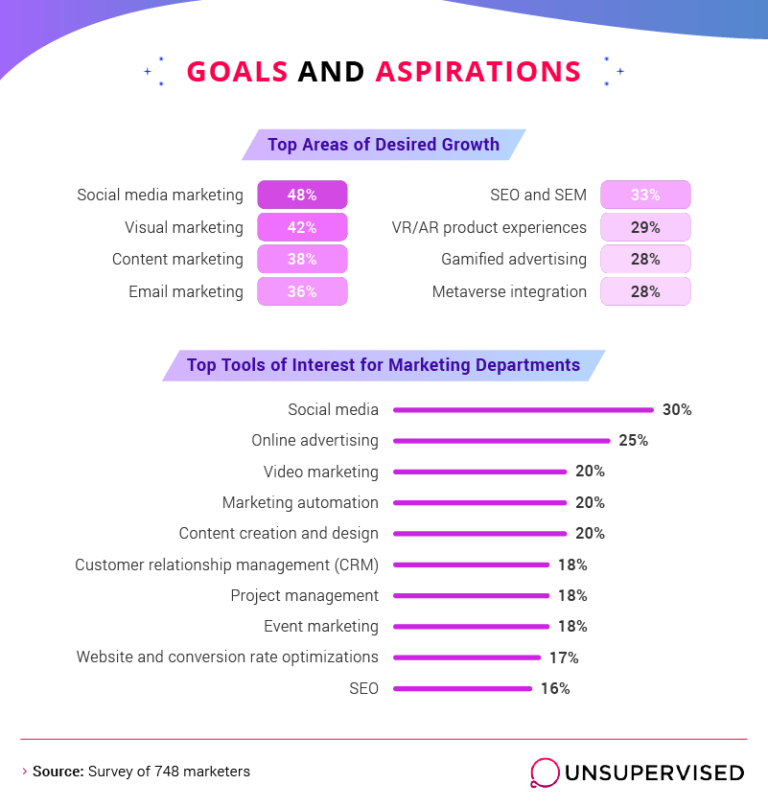 GOALS AND ASPIRATIONS
Top Areas of Desired Growth
Social media marketing 48%
Visual marketing 42%
Content marketing 38%
Email marketing 36%
SEO and SEM 33%
VR/AR product experiences 29%
Gamified advertising 28%
Metaverse integration 28%
Top Tools of Interest for Marketing Departments
Social media 30%
Online advertising 25%
Video marketing 20%
Marketing automation 20%
Content creation and design 20%
Customer relationship management (CRM) 18%
Project management 18%
Event marketing 18%
Website and conversion rate optimizations 17%
SEO 16%
› Source: Survey of 748 marketers
UNSUPERVISED